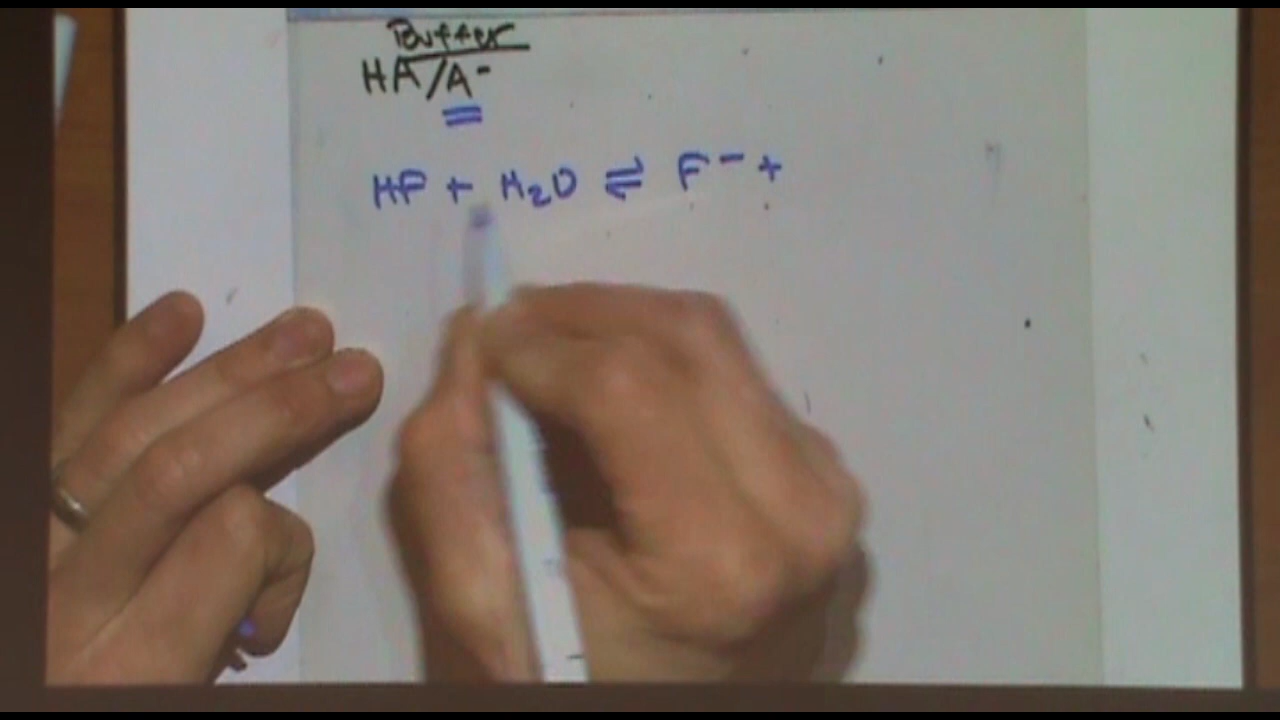 Buffer
HA/A-
HF + H2O ⇌ F- +